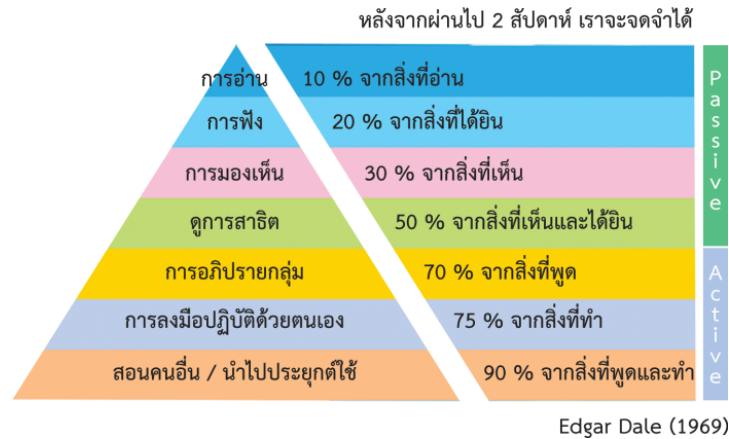 หลังจากผ่านไป 2 สัปดาห์ เราจะจดจำได้
การอ่าน 10 % จากสิ่งที่อ่าน
การฟัง 20 % จากสิ่งที่ได้ยิน
การมองเห็น 30 % จากสิ่งที่เห็น
ดูการสาธิต 50 % จากสิ่งที่เห็นและได้ยิน
Passive
การอภิปรายกลุ่ม 70 % จากสิ่งที่พูด
การลงมือปฏิบัติด้วยตนเอง 75 % จากสิ่งที่ทำ
สอนคนอื่น / นำไปประยุกต์ใช้ 90 % จากสิ่งที่พูดและทำ
Active
Edgar Dale (1969)